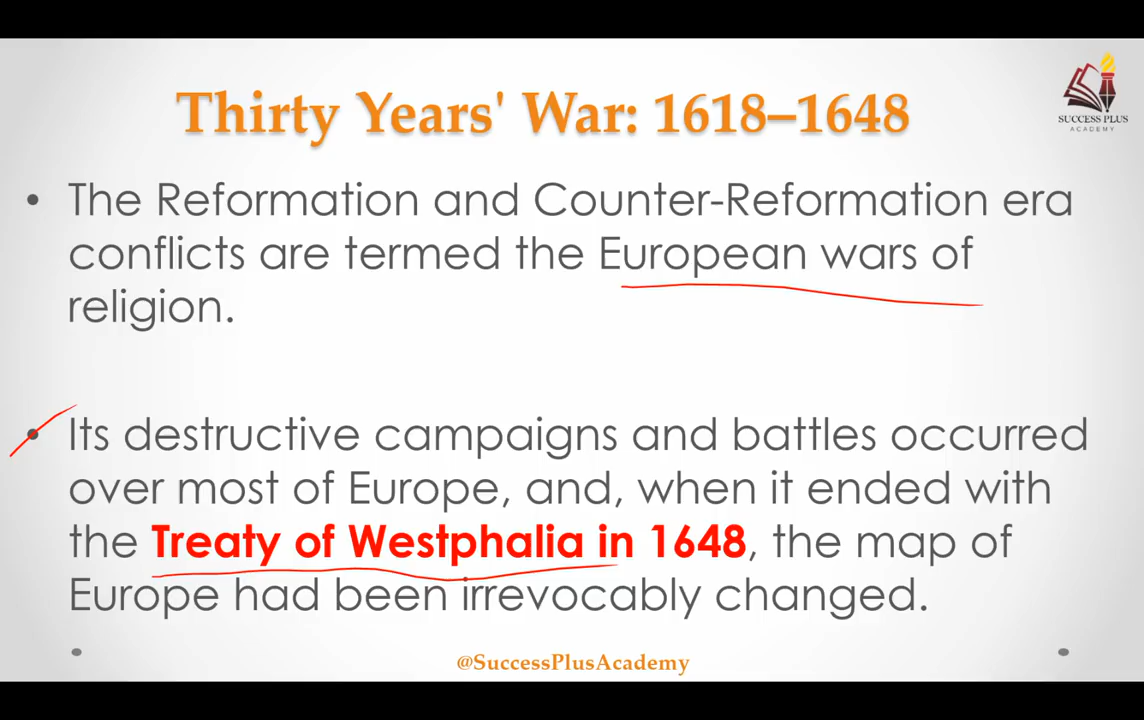 Thirty Years' War: 1618–1648
SUCCESS PLUS
ACADEMY
• The Reformation and Counter-Reformation era
conflicts are termed the European wars of
religion.
• Its destructive campaigns and battles occurred
over most of Europe, and, when it ended with
the Treaty of Westphalia in 1648, the map of
Europe had been irrevocably changed.
@SuccessPlusAcademy